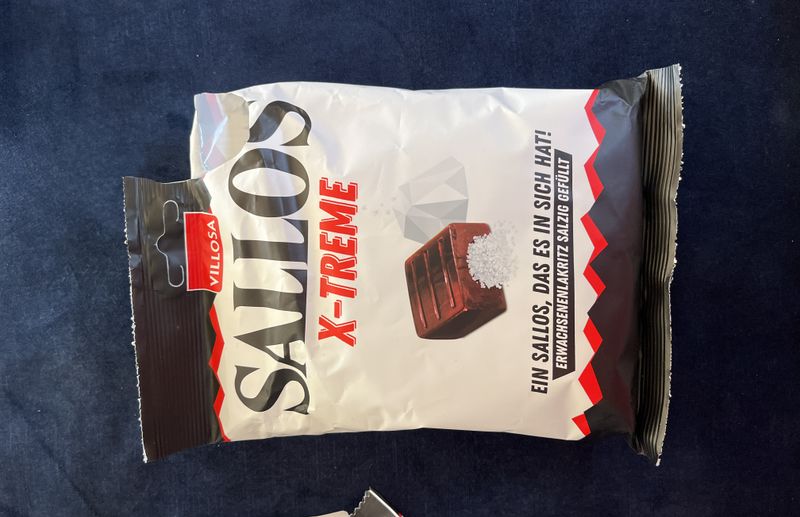 VILLOSA
SALLOS
X-TREME
EIN SALLOS, DAS ES IN SICH HAT!
ERWACHSENENLAKRITZ SALZIG GEFÜLLT